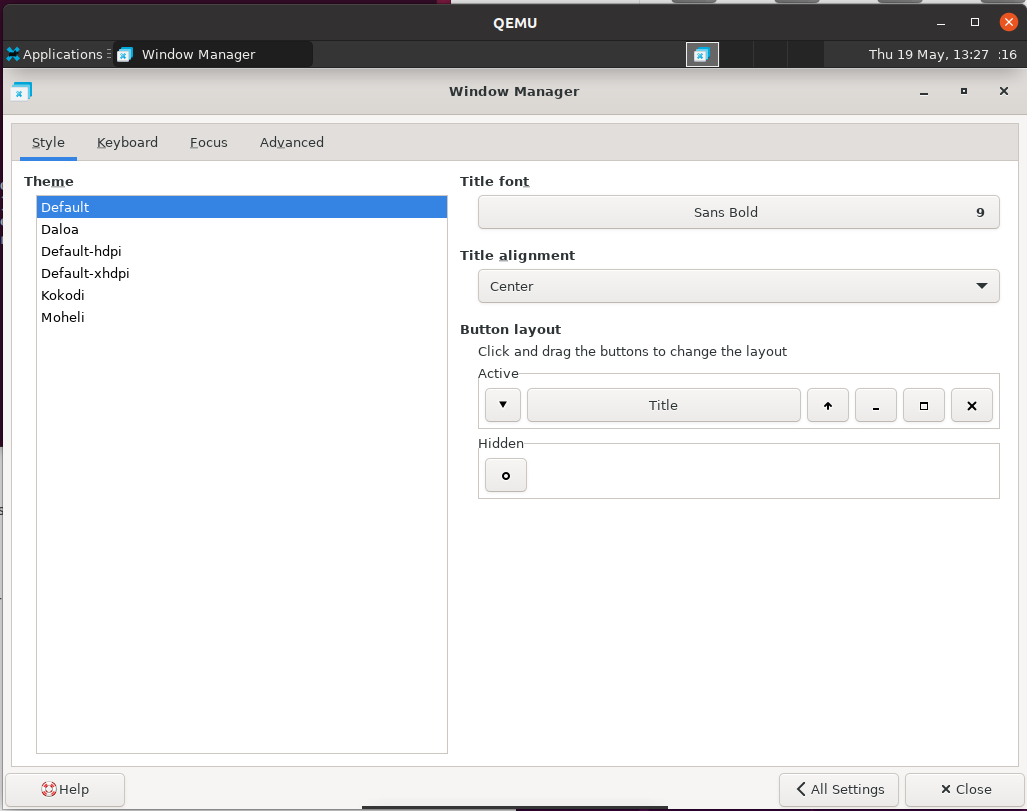 QEMU
Applications Window Manager Thu 19 May, 13:27 :16
Window Manager
Style Keyboard Focus Advanced
Theme
Default
Daloa
Default-hdpi
Default-xhdpi
Kokodi
Moheli
Title font
Sans Bold 9
Title alignment
Center
Button layout
Click and drag the buttons to change the layout
Active
Title
Hidden
Help All Settings Close